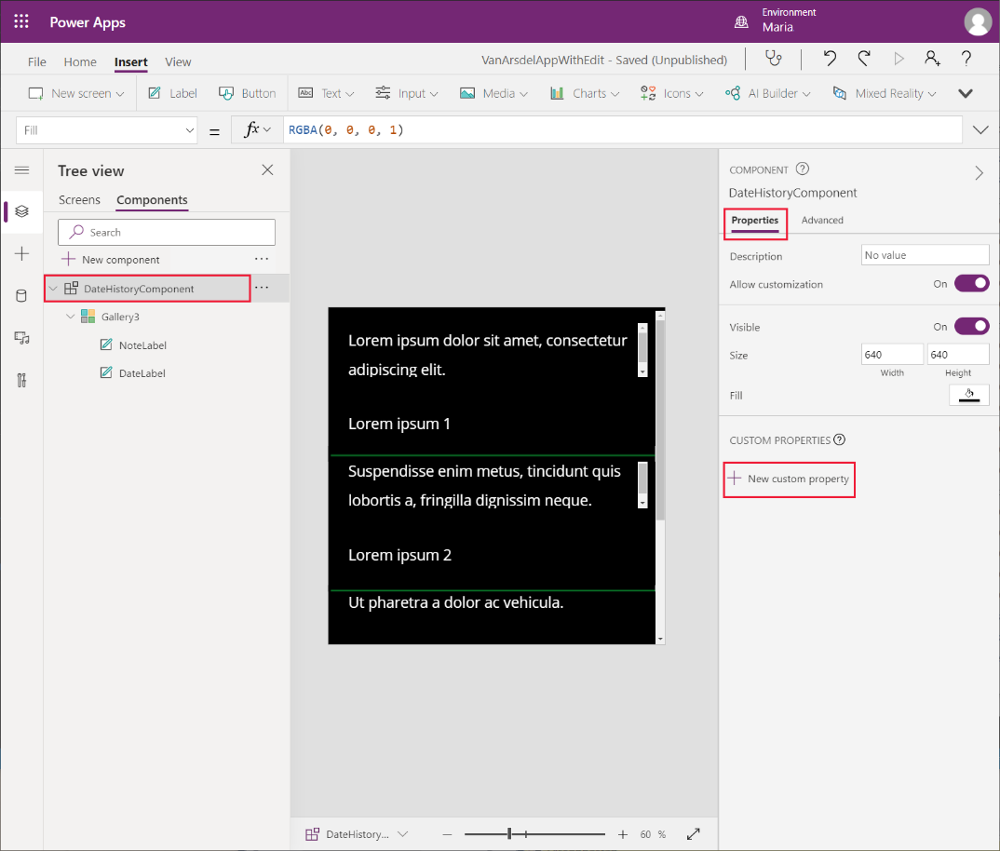 Power Apps
Environment
Maria
File Home Insert View
VanArsdelAppWithEdit - Saved (Unpublished)
New screen Label Button Abc Text Input Media Charts Icons AI Builder Mixed Reality
Fill = fx RGBA(0, 0, 0, 1)
Tree view
Screens Components
Search
New component
DateHistoryComponent
Gallery3
NoteLabel
DateLabel
Lorem ipsum dolor sit amet, consectetur
adipiscing elit.
Lorem ipsum 1
Suspendisse enim metus, tincidunt quis
lobortis a, fringilla dignissim neque.
Lorem ipsum 2
Ut pharetra a dolor ac vehicula.
DateHistory... 60 %
COMPONENT
DateHistoryComponent
Properties Advanced
Description No value
Allow customization On
Visible On
Size 640 640
Width Height
Fill
CUSTOM PROPERTIES
New custom property